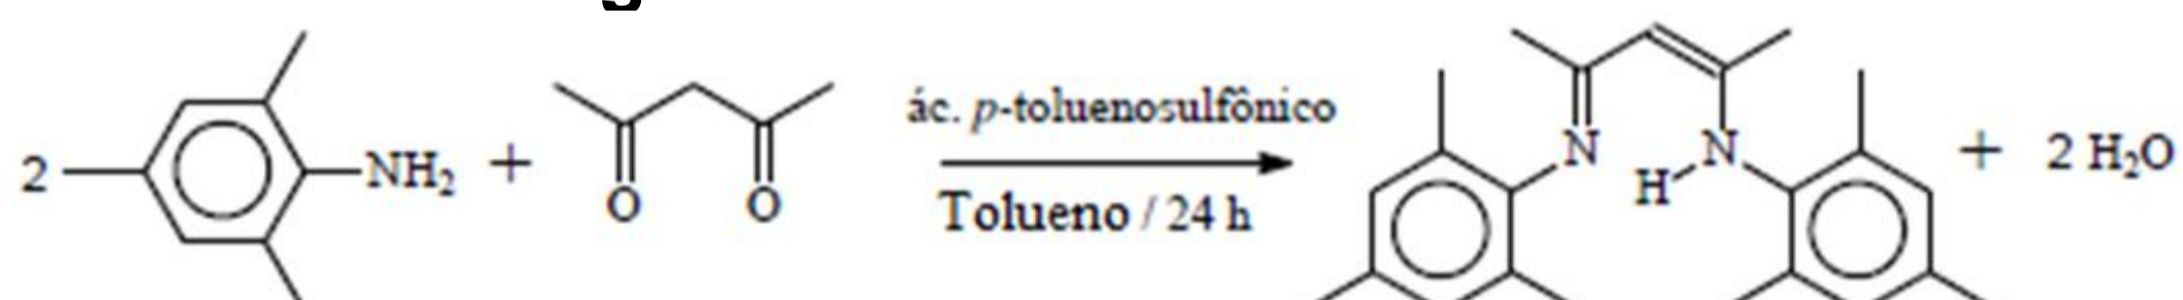 2
NH₂ +
O
O
ác. p-toluenosulfônico
Tolueno / 24 h
N
H
N
+ 2 H₂O